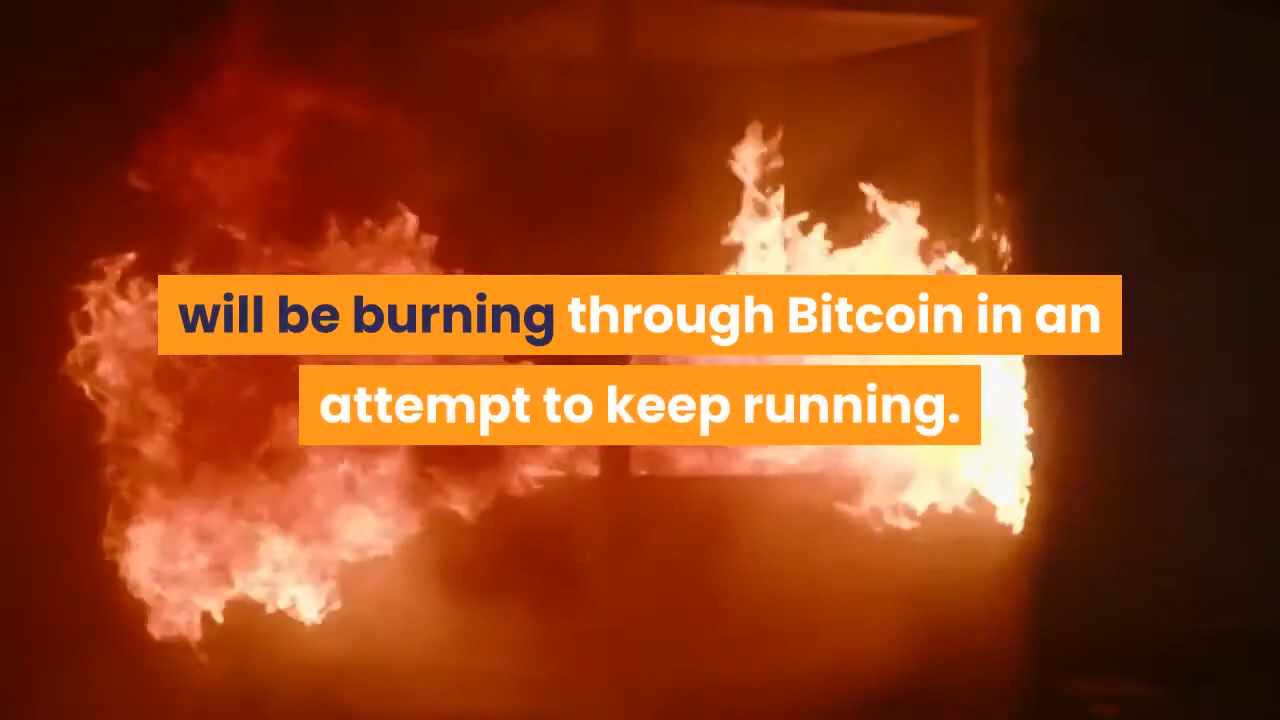 will be burning through Bitcoin in an
attempt to keep running.